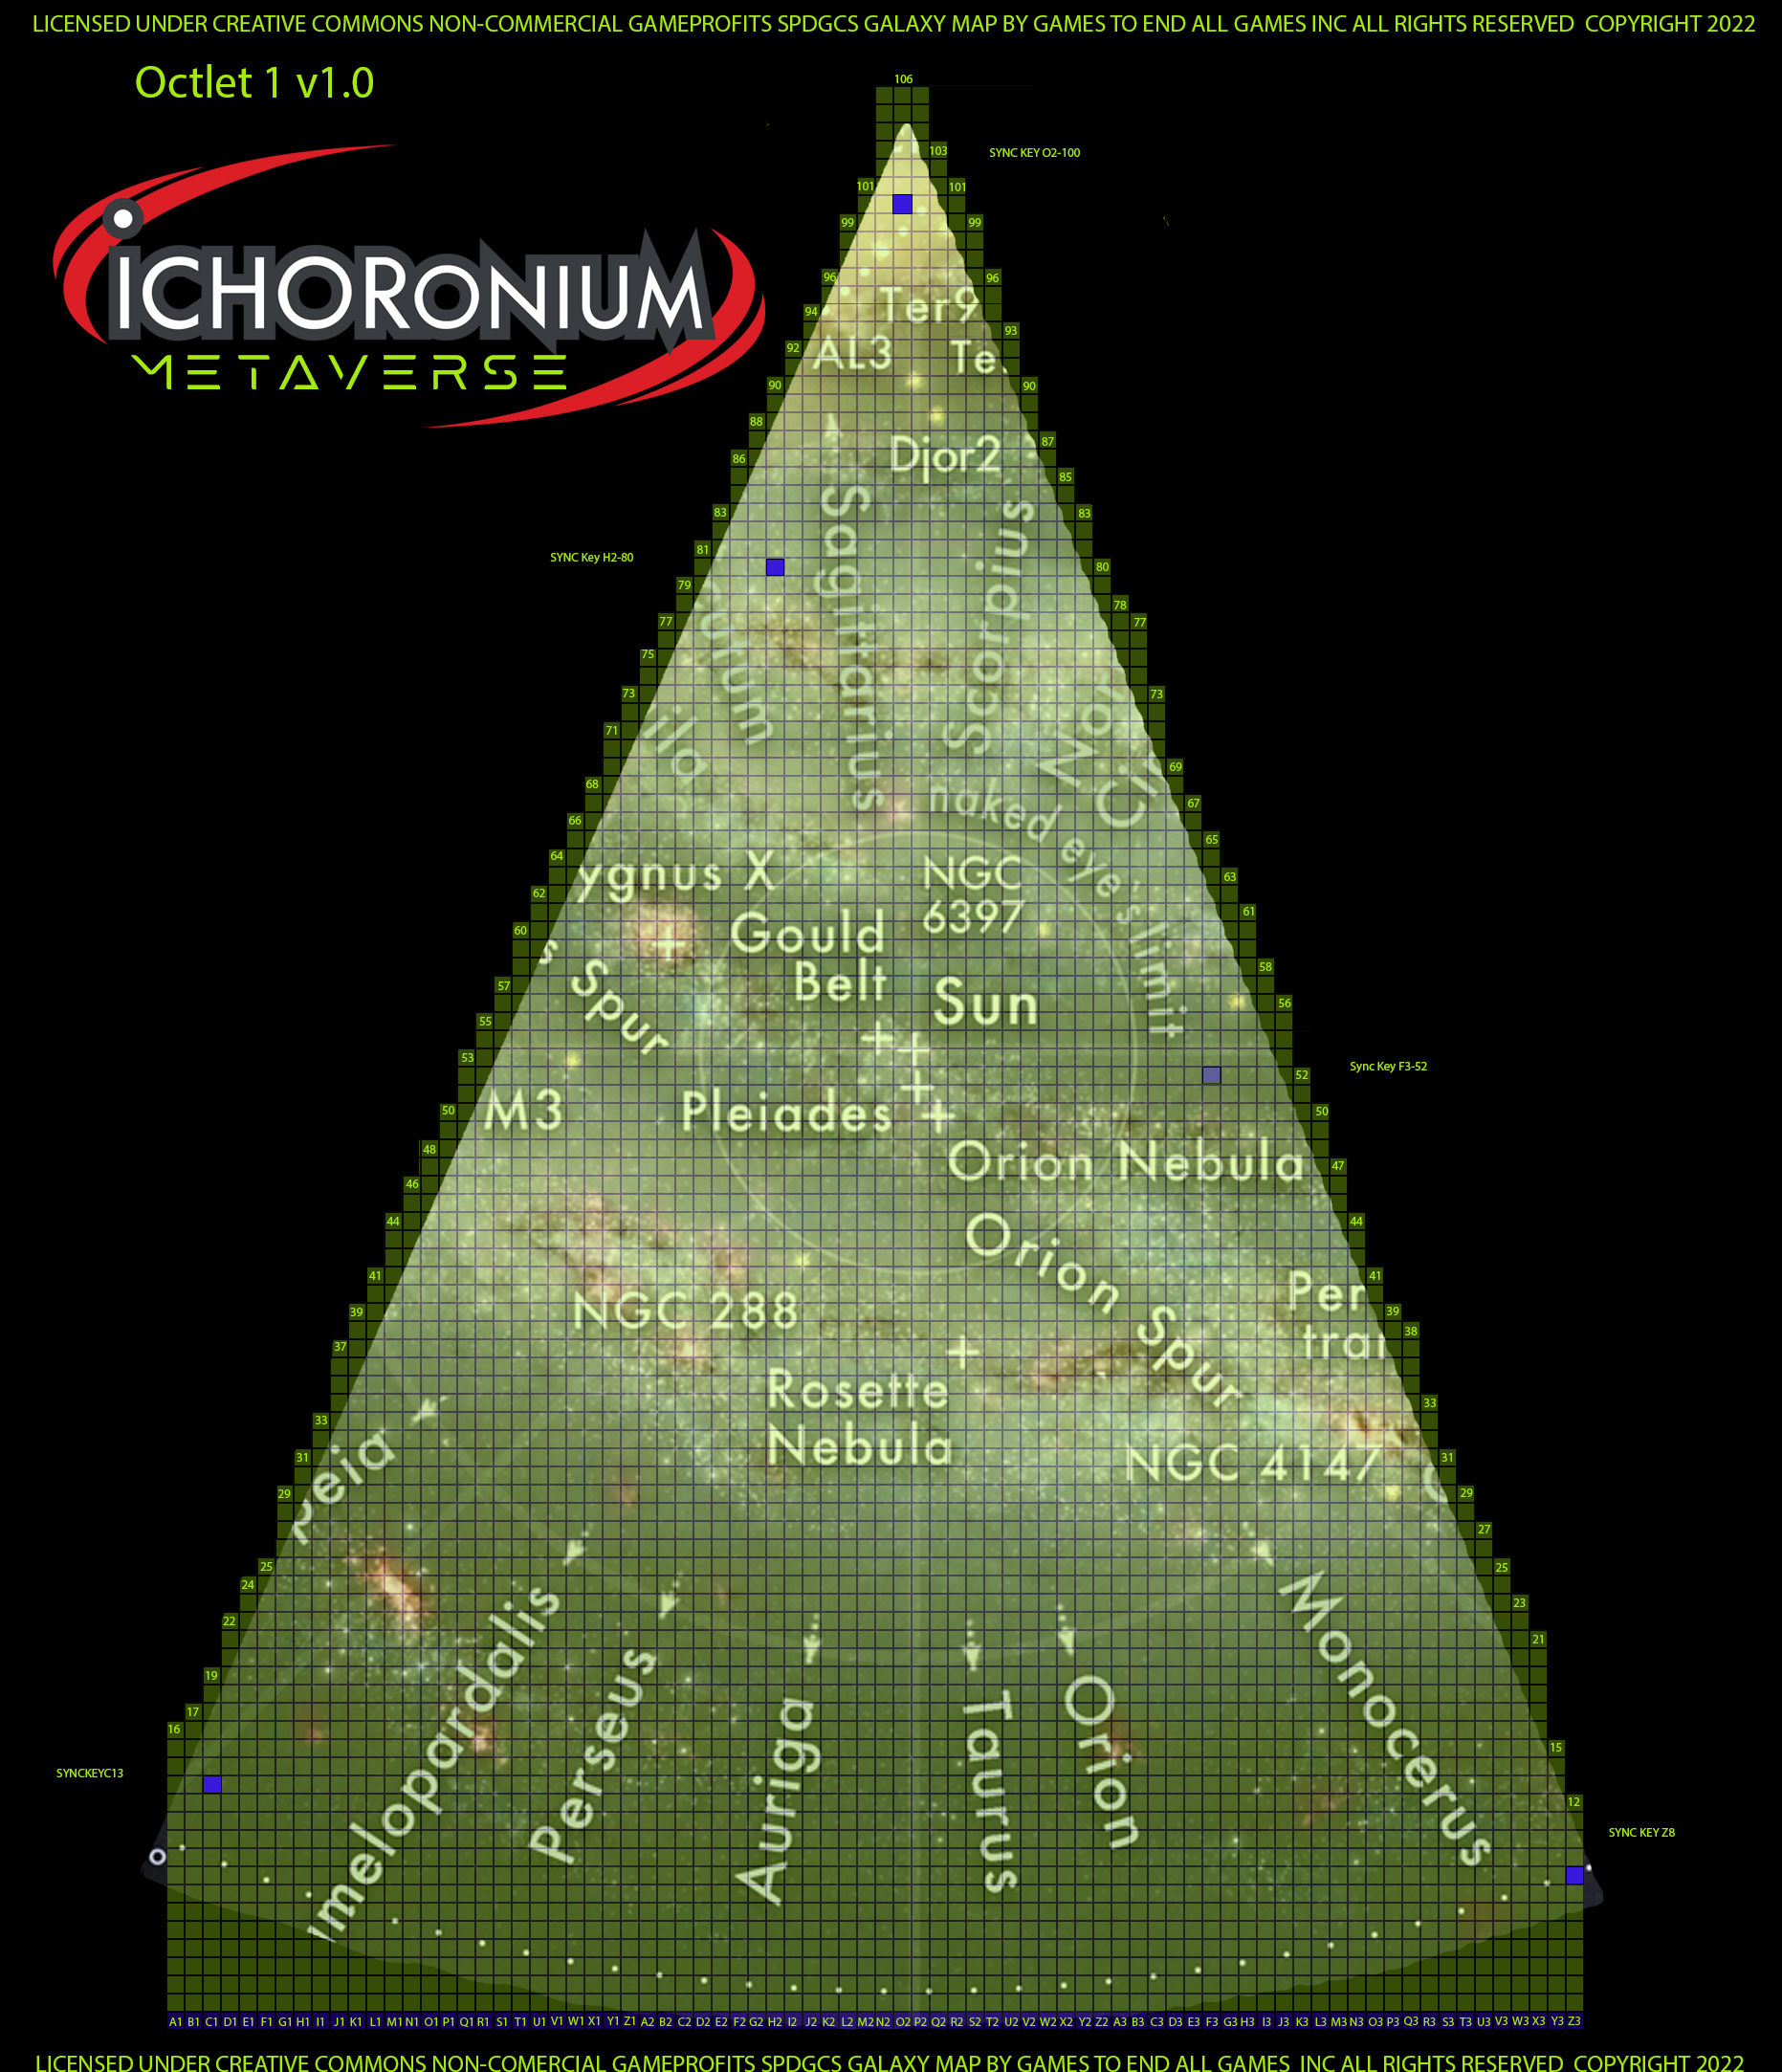 LICENSED UNDER CREATIVE COMMONS NON-COMMERCIAL GAMEPROFITS SPDGCS GALAXY MAP BY GAMES TO END ALL GAMES INC ALL RIGHTS RESERVED COPYRIGHT 2022
Octlet 1 v1.0
ICHORONIUM
METAVERSE
106
103
SYNC KEY O2-100
101
101
99
99
96
96
94
Ter9
93
92
AL3
Te
90
90
88
87
Djor2
86
85
83
83
81
SYNC Key H2-80
80
79
78
77
77
75
73
73
71
69
68
67
66
65
64
63
62
61
60
58
57
56
55
53
52
50
50
48
47
46
44
44
41
41
39
39
38
37
33
33
31
31
29
29
27
25
25
24
23
22
21
19
17
16
15
12
Sagittarius
Scorpius
naked eye's limit
ygnus X
NGC
6397
Gould
Belt
s
Spur
Sun
Sync Key F3-52
M3
Pleiades
Orion Nebula
Orion Spur
Per
NGC 288
Rosette
Nebula
NGC 4147
peia
melopardalis
Perseus
Auriga
Taurus
Orion
Monocerus
SYNCKEYC13
SYNC KEY Z8
A1 B1 C1 D1 E1 F1 G1 H1 I1 J1 K1 L1 M1 N1 O1 P1 Q1 R1 S1 T1 U1 V1 W1 X1 Y1 Z1 A2 B2 C2 D2 E2 F2 G2 H2 I2 J2 K2 L2 M2 N2 O2 P2 Q2 R2 S2 T2 U2 V2 W2 X2 Y2 Z2 A3 B3 C3 D3 E3 F3 G3 H3 I3 J3 K3 L3 M3 N3 O3 P3 Q3 R3 S3 T3 U3 V3 W3 X3 Y3 Z3
LICENSED UNDER CREATIVE COMMONS NON-COMERCIAL GAMEPROFITS SPDGCS GALAXY MAP BY GAMES TO END ALL GAMES INC ALL RIGHTS RESERVED COPYRIGHT 2022